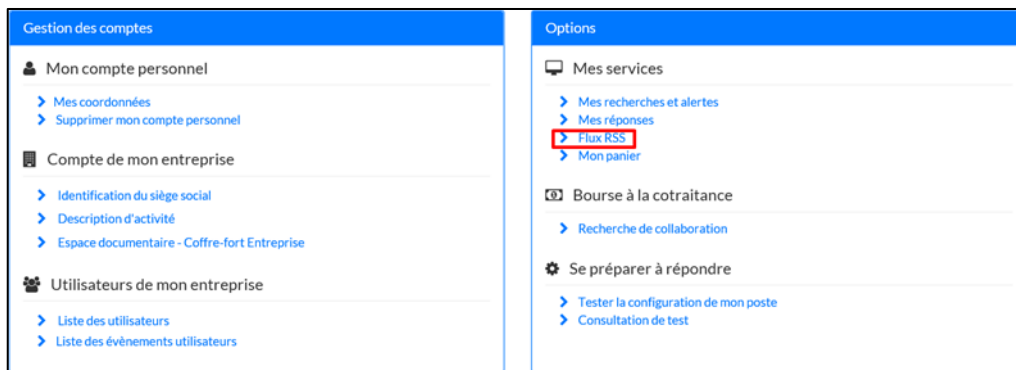 Gestion des comptes
Mon compte personnel
Mes coordonnées
Supprimer mon compte personnel
Compte de mon entreprise
Identification du siège social
Description d'activité
Espace documentaire - Coffre-fort Entreprise
Utilisateurs de mon entreprise
Liste des utilisateurs
Liste des évènements utilisateurs
Options
Mes services
Mes recherches et alertes
Mes réponses
Flux RSS
Mon panier
Bourse à la cotraitance
Recherche de collaboration
Se préparer à répondre
Tester la configuration de mon poste
Consultation de test